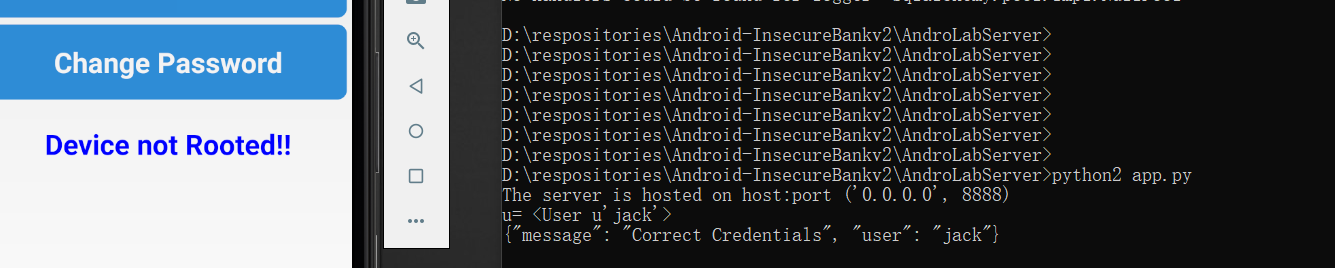 Change Password
Device not Rooted!!
D:\respositories\Android-InsecureBankv2\AndroLabServer>
D:\respositories\Android-InsecureBankv2\AndroLabServer>
D:\respositories\Android-InsecureBankv2\AndroLabServer>
D:\respositories\Android-InsecureBankv2\AndroLabServer>
D:\respositories\Android-InsecureBankv2\AndroLabServer>
D:\respositories\Android-InsecureBankv2\AndroLabServer>
D:\respositories\Android-InsecureBankv2\AndroLabServer>
D:\respositories\Android-InsecureBankv2\AndroLabServer>python2 app.py
The server is hosted on host:port ('0.0.0.0', 8888)
u= <User u'jack'>
{"message": "Correct Credentials", "user": "jack"}